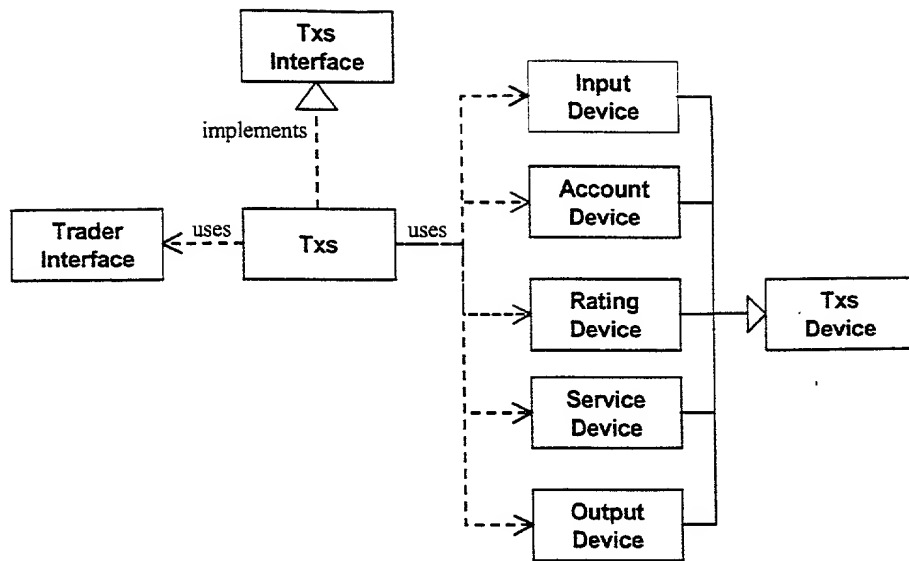 Txs
Interface
implements
Trader
Interface
uses
Txs
uses
Input
Device
Account
Device
Rating
Device
Service
Device
Output
Device
Txs
Device